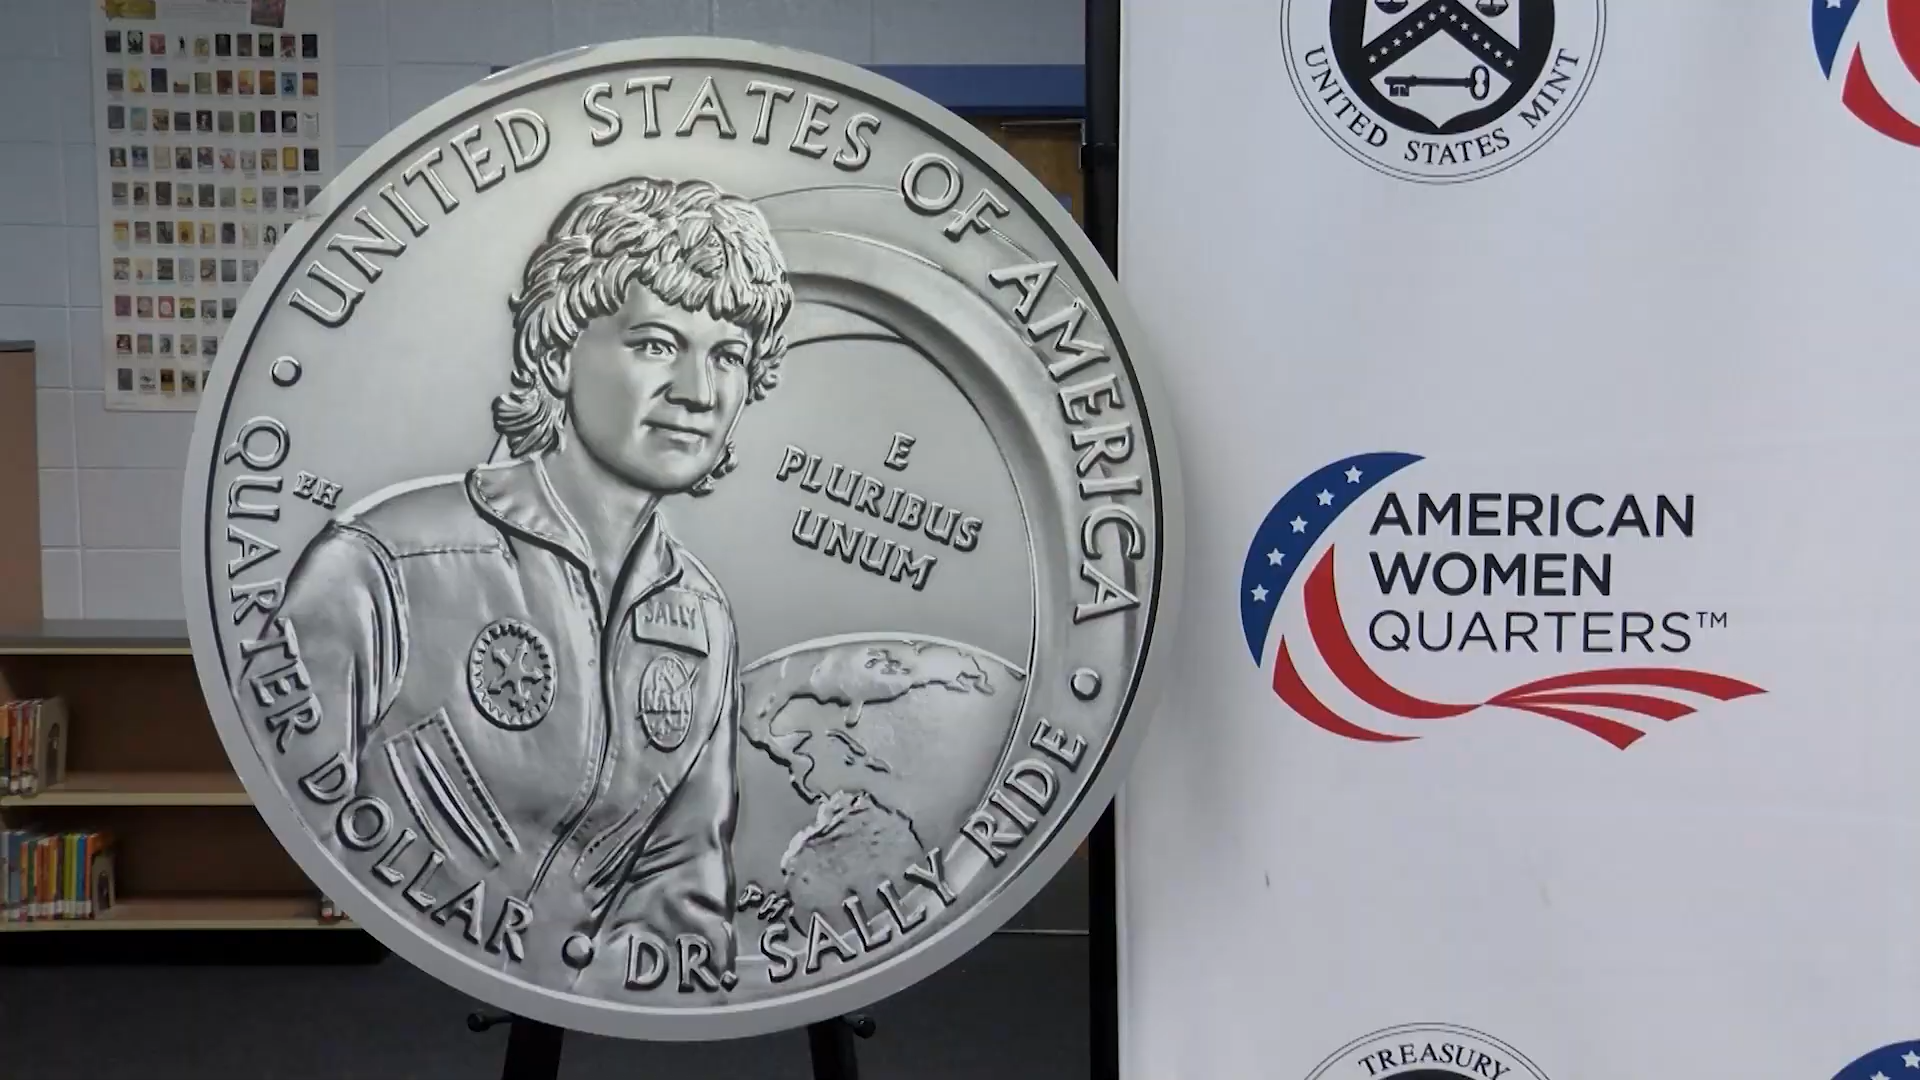 UNITED STATES OF AMERICA
QUARTER DOLLAR • DR. SALLY RIDE
EH
E
PLURIBUS
UNUM
SALLY
NASA
PH
UNITED STATES MINT
AMERICAN
WOMEN
QUARTERS™
TREASURY